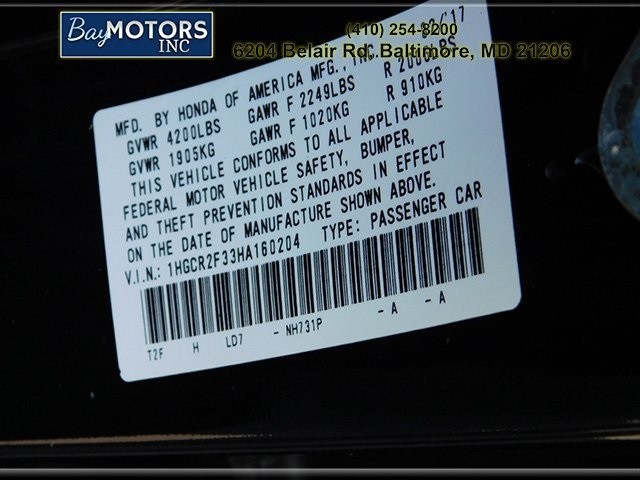 Bay MOTORS INC
(410) 254-8200
6204 Belair Rd. Baltimore, MD 21206
MFD. BY HONDA OF AMERICA MFG., INC.
GVWR 4200LBS GAWR F 2249LBS R 2006LBS
GVWR 1905KG GAWR F 1020KG R 910KG
THIS VEHICLE CONFORMS TO ALL APPLICABLE
FEDERAL MOTOR VEHICLE SAFETY, BUMPER,
AND THEFT PREVENTION STANDARDS IN EFFECT
ON THE DATE OF MANUFACTURE SHOWN ABOVE.
V.I.N.: 1HGCR2F33HA160204 TYPE: PASSENGER CAR
T2F H LD7 - NH731P - A - A